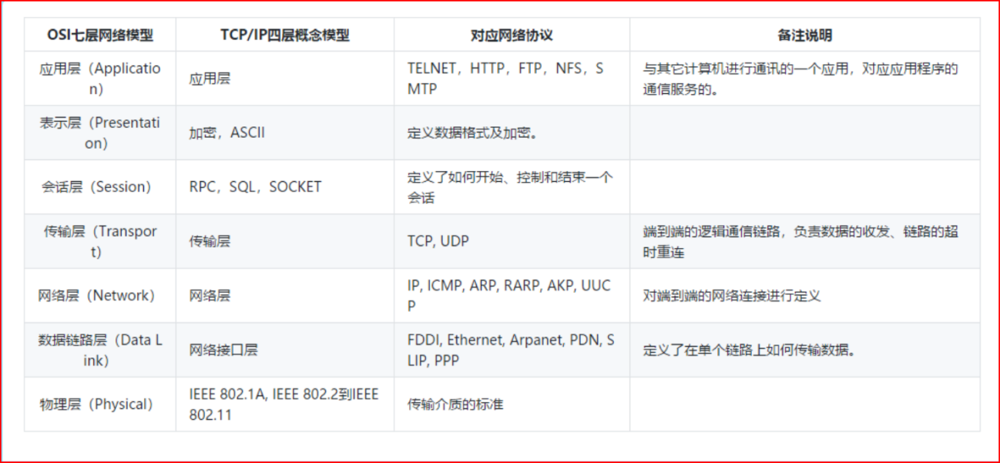 OSI七层网络模型 TCP/IP四层概念模型 对应网络协议 备注说明
应用层（Applicatio
n）
应用层
TELNET，HTTP，FTP，NFS，S
MTP
与其它计算机进行通讯的一个应用，对应应用程序的
通信服务的。
表示层（Presentati
on）
加密，ASCII
定义数据格式及加密。
会话层（Session）
RPC，SQL，SOCKET
定义了如何开始、控制和结束一个
会话
传输层（Transpor
t）
传输层
TCP, UDP
端到端的逻辑通信链路，负责数据的收发、链路的超
时重连
网络层（Network）
网络层
IP, ICMP, ARP, RARP, AKP, UUC
P
对端到端的网络连接进行定义
数据链路层（Data L
ink）
网络接口层
FDDI, Ethernet, Arpanet, PDN, S
LIP, PPP
定义了在单个链路上如何传输数据。
物理层（Physical）
IEEE 802.1A, IEEE 802.2到IEEE
802.11
传输介质的标准